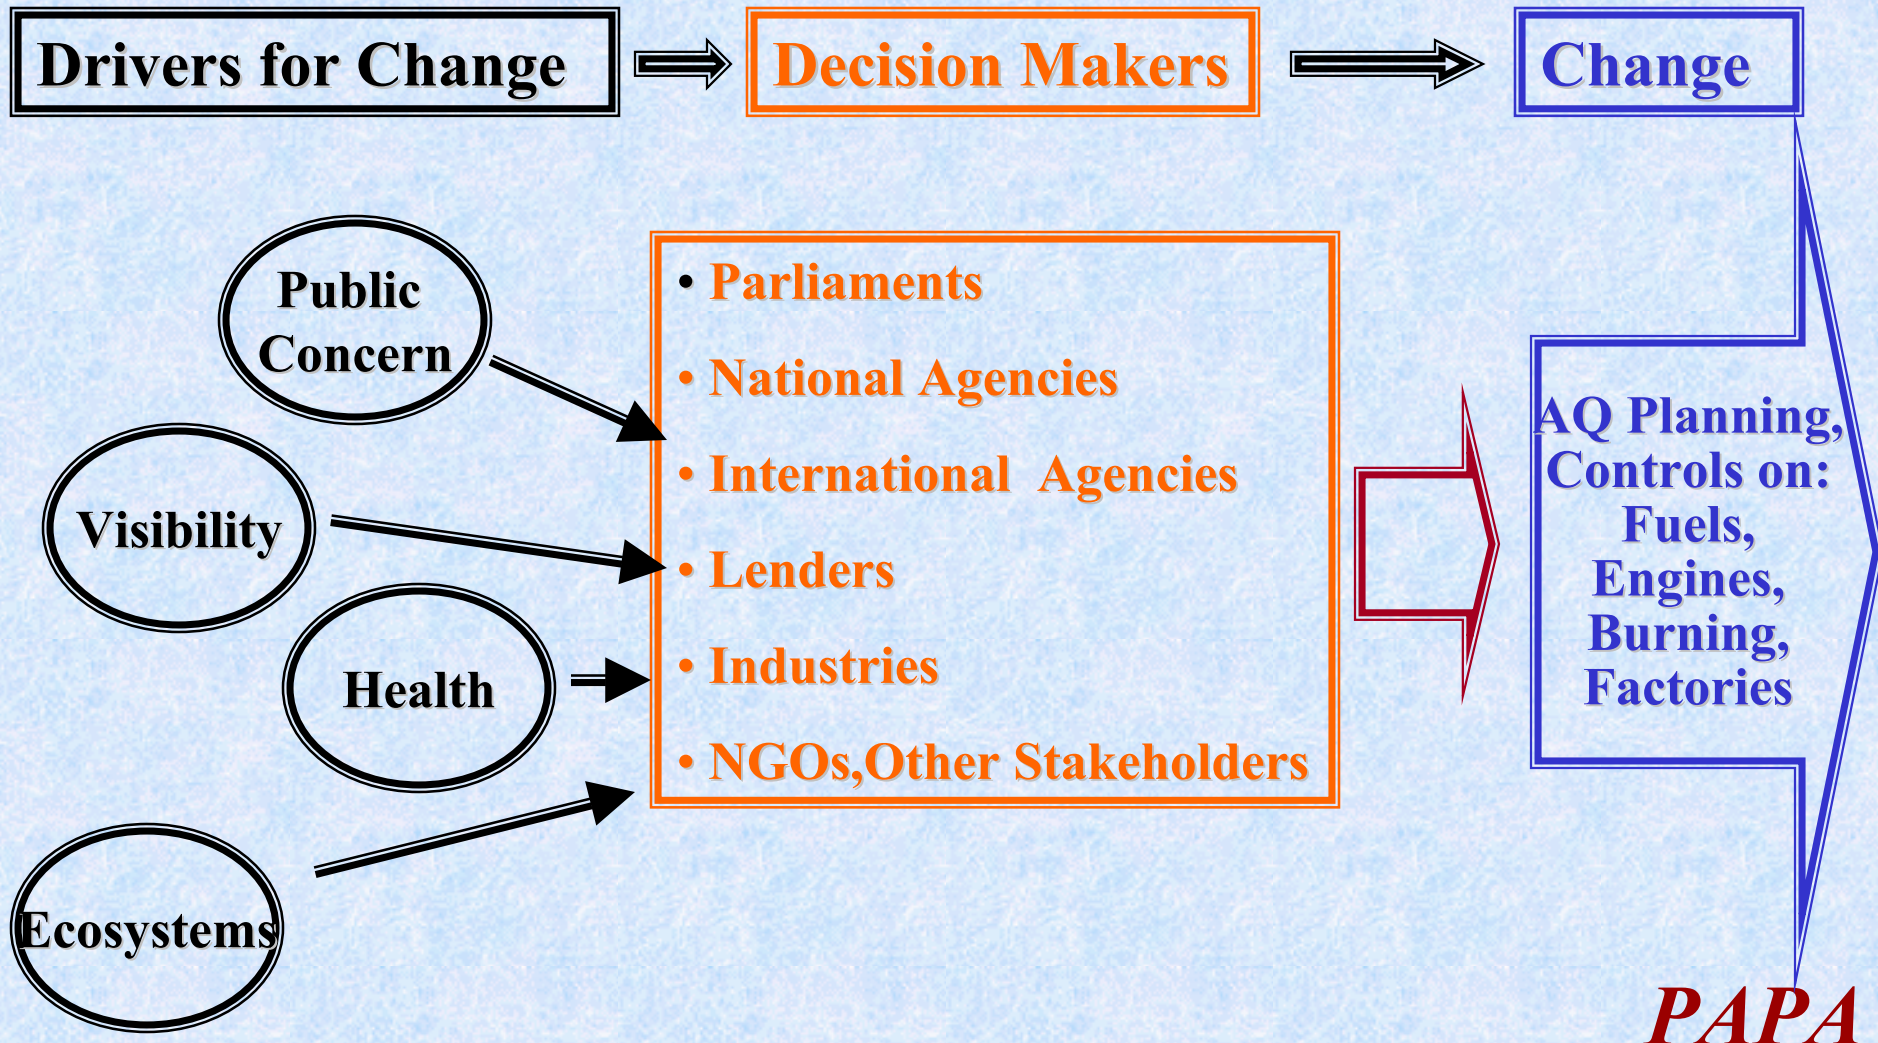 Drivers for Change
Decision Makers
Change
Public
Concern
Visibility
Health
Ecosystems
• Parliaments
• National Agencies
• International  Agencies
• Lenders
• Industries
• NGOs,Other Stakeholders
AQ Planning,
Controls on:
Fuels,
Engines,
Burning,
Factories
PAPA